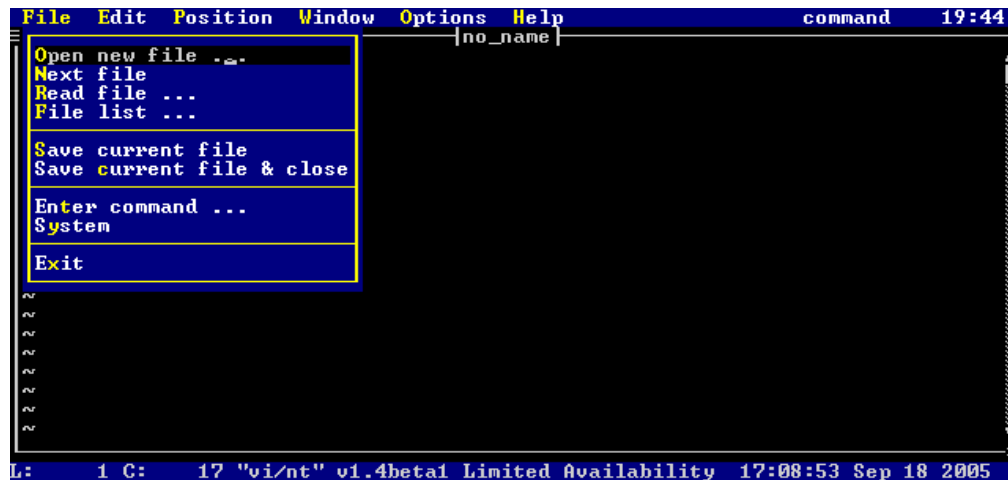 File Edit Position Window Options Help command 19:44
no_name
Open new file ...
Next file
Read file ...
File list ...
Save current file
Save current file & close
Enter command ...
System
Exit
~
~
~
~
~
~
~
~
L: 1 C: 17 "vi/nt" v1.4beta1 Limited Availability 17:08:53 Sep 18 2005